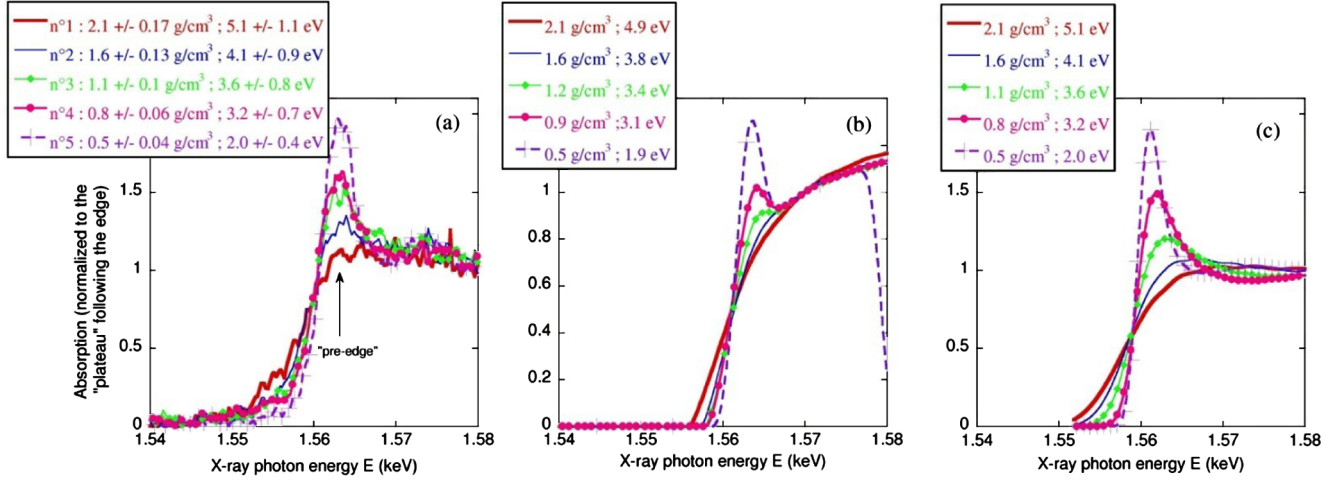 n°1 : 2.1 +/- 0.17 g/cm³ ; 5.1 +/- 1.1 eV
n°2 : 1.6 +/- 0.13 g/cm³ ; 4.1 +/- 0.9 eV
n°3 : 1.1 +/- 0.1 g/cm³ ; 3.6 +/- 0.8 eV
n°4 : 0.8 +/- 0.06 g/cm³ ; 3.2 +/- 0.7 eV
n°5 : 0.5 +/- 0.04 g/cm³ ; 2.0 +/- 0.4 eV
(a)
Absorption (normalized to the
"plateau" following the edge)
1.5
1
0.5
0
"pre-edge"
1.54 1.55 1.56 1.57 1.58
X-ray photon energy E (keV)
2.1 g/cm³ ; 4.9 eV
1.6 g/cm³ ; 3.8 eV
1.2 g/cm³ ; 3.4 eV
0.9 g/cm³ ;3.1 eV
0.5 g/cm³ ; 1.9 eV
(b)
1
0.8
0.6
0.4
0.2
0
1.54 1.55 1.56 1.57 1.58
X-ray photon energy E (keV)
2.1 g/cm³ ; 5.1 eV
1.6 g/cm³ ; 4.1 eV
1.1 g/cm³ ; 3.6 eV
0.8 g/cm³ ; 3.2 eV
0.5 g/cm³ ; 2.0 eV
(c)
1.5
1
0.5
0
1.54 1.55 1.56 1.57 1.58
X-ray photon energy E (keV)